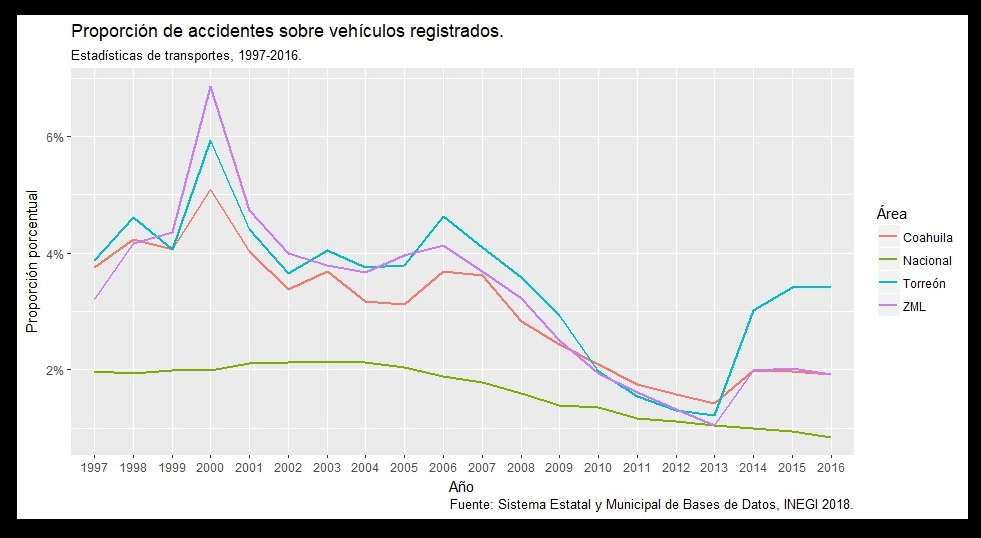 Proporción de accidentes sobre vehículos registrados.
Estadísticas de transportes, 1997-2016.
Proporción porcentual
6%
4%
2%
1997 1998 1999 2000 2001 2002 2003 2004 2005 2006 2007 2008 2009 2010 2011 2012 2013 2014 2015 2016
Año
Fuente: Sistema Estatal y Municipal de Bases de Datos, INEGI 2018.
Área
Coahuila
Nacional
Torreón
ZML